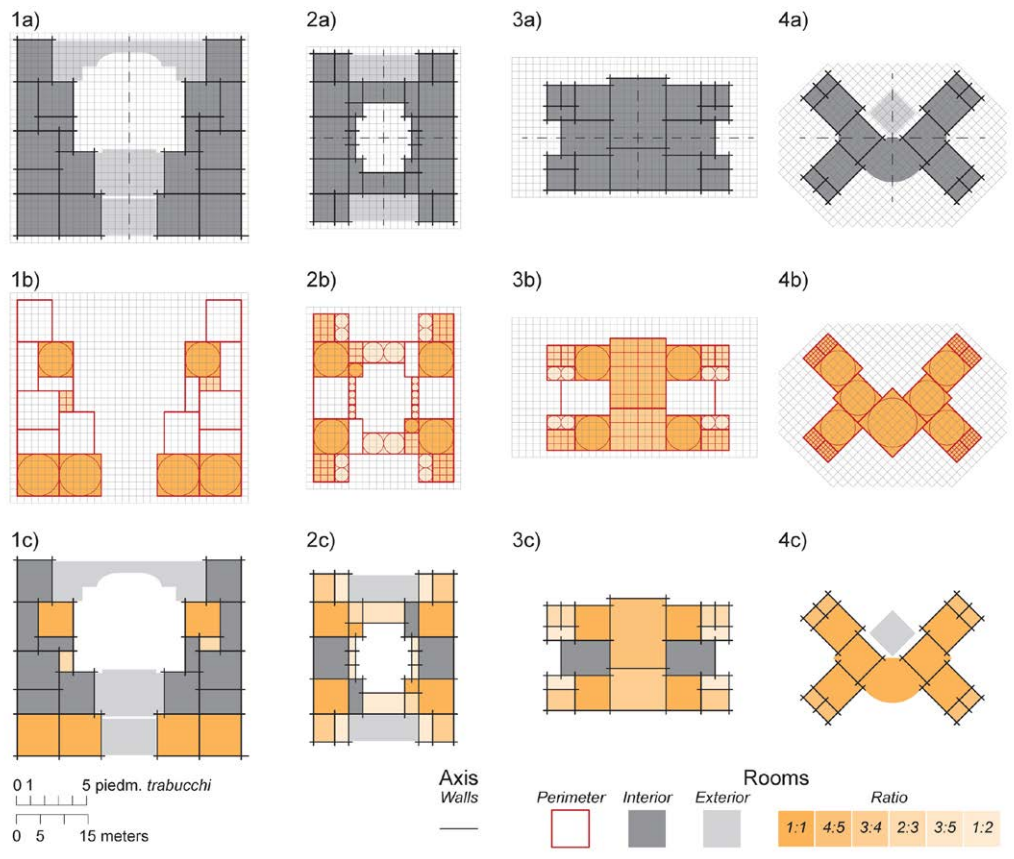 1a)
2a)
3a)
4a)
1b)
2b)
3b)
4b)
1c)
2c)
3c)
4c)
0 1 5 piedm. trabucchi
0 5 15 meters
Axis
Walls
Rooms
Perimeter Interior Exterior Ratio
1:1 4:5 3:4 2:3 3:5 1:2